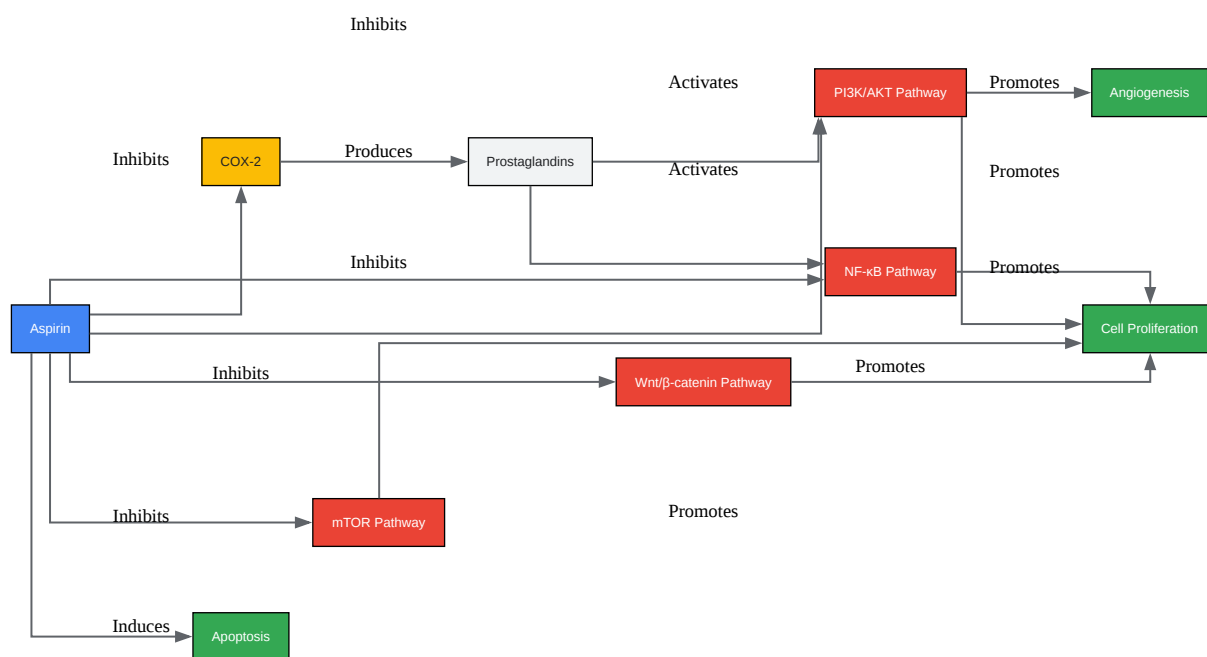 Inhibits
Activates
PI3K/AKT Pathway
Promotes
Angiogenesis
Inhibits
COX-2
Produces
Prostaglandins
Activates
Promotes
Inhibits
NF-κB Pathway
Promotes
Aspirin
Cell Proliferation
Inhibits
Wnt/β-catenin Pathway
Promotes
Inhibits
mTOR Pathway
Promotes
Induces
Apoptosis